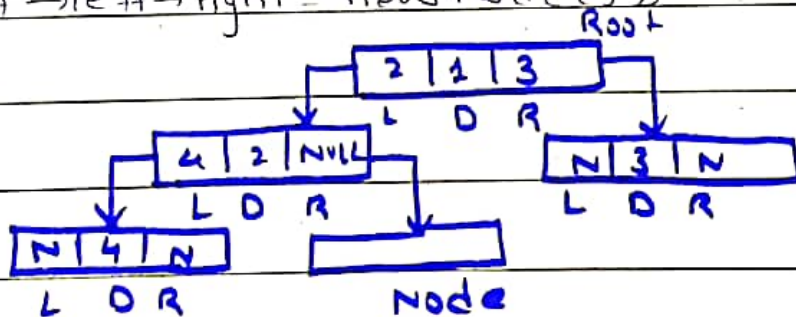 Root
2 | 1 | 3
L D R
4 | 2 | NULL
N | 3 | N
L D R
L D R
N | 4 | N
L D R
Node